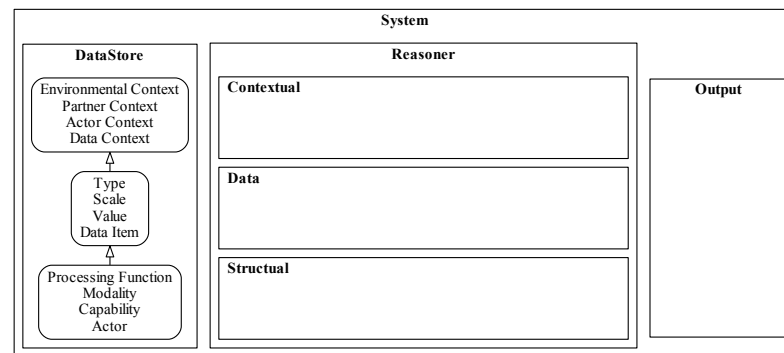 System
DataStore
Environmental Context
Partner Context
Actor Context
Data Context
Type
Scale
Value
Data Item
Processing Function
Modality
Capability
Actor
Reasoner
Contextual
Data
Structual
Output